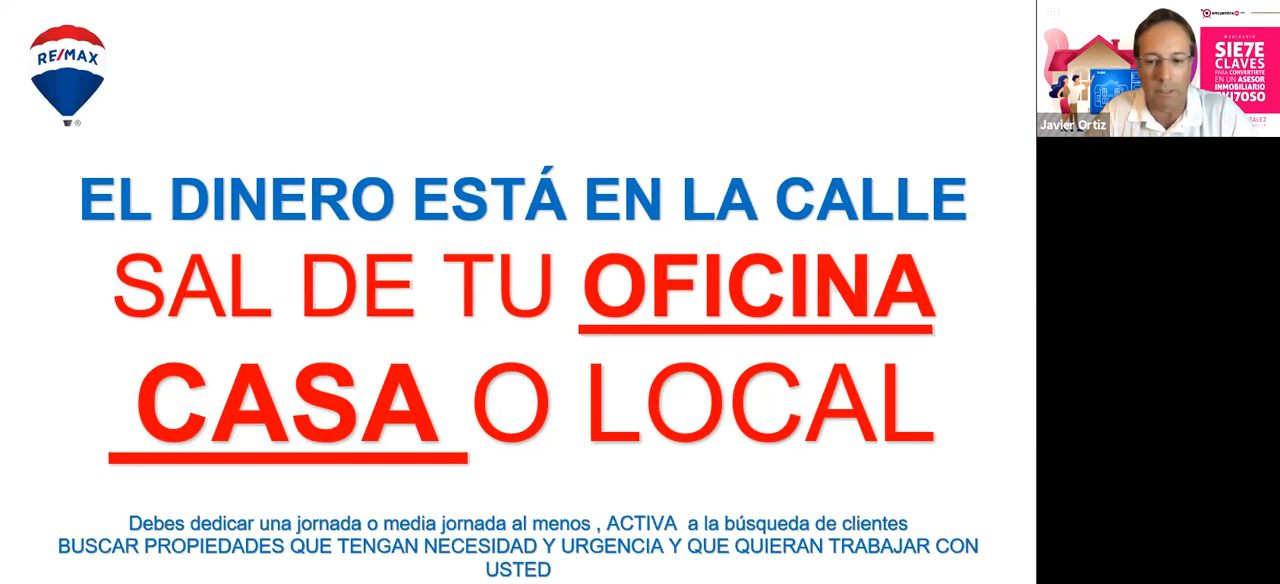 RE/MAX
EL DINERO ESTÁ EN LA CALLE
SAL DE TU OFICINA
CASA O LOCAL
Debes dedicar una jornada o media jornada al menos , ACTIVA a la búsqueda de clientes
BUSCAR PROPIEDADES QUE TENGAN NECESIDAD Y URGENCIA Y QUE QUIERAN TRABAJAR CON
USTED
encuentra
SIE7E
CLAVES
PARA CONVERTIRTE
EN UN ASESOR
INMOBILIARIO
Javier Ortiz